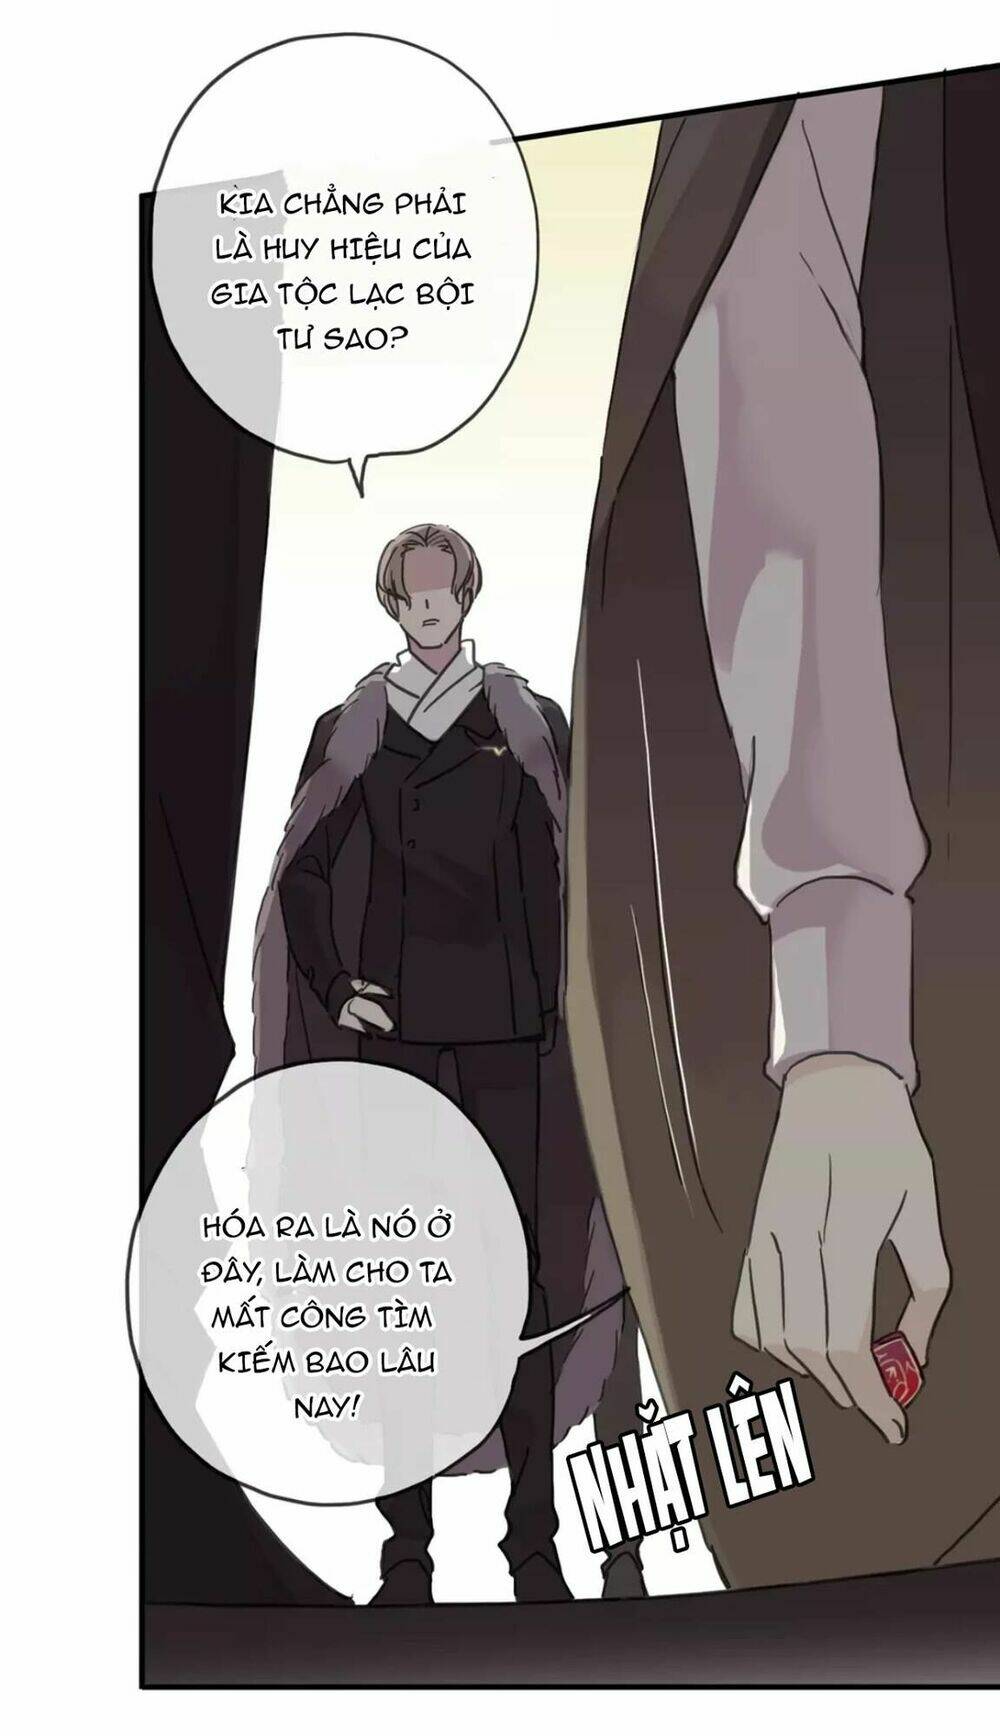 KÌA CHẲNG PHẢI
LÀ HUY HIỆU CỦA
GIA TỘC LẠC BỘI
TƯ SAO?
HÓA RA LÀ NÓ Ở
ĐÂY, LÀM CHO TA
MẤT CÔNG TÌM
KIẾM BAO LÂU
NAY!
NHẶT LÊN